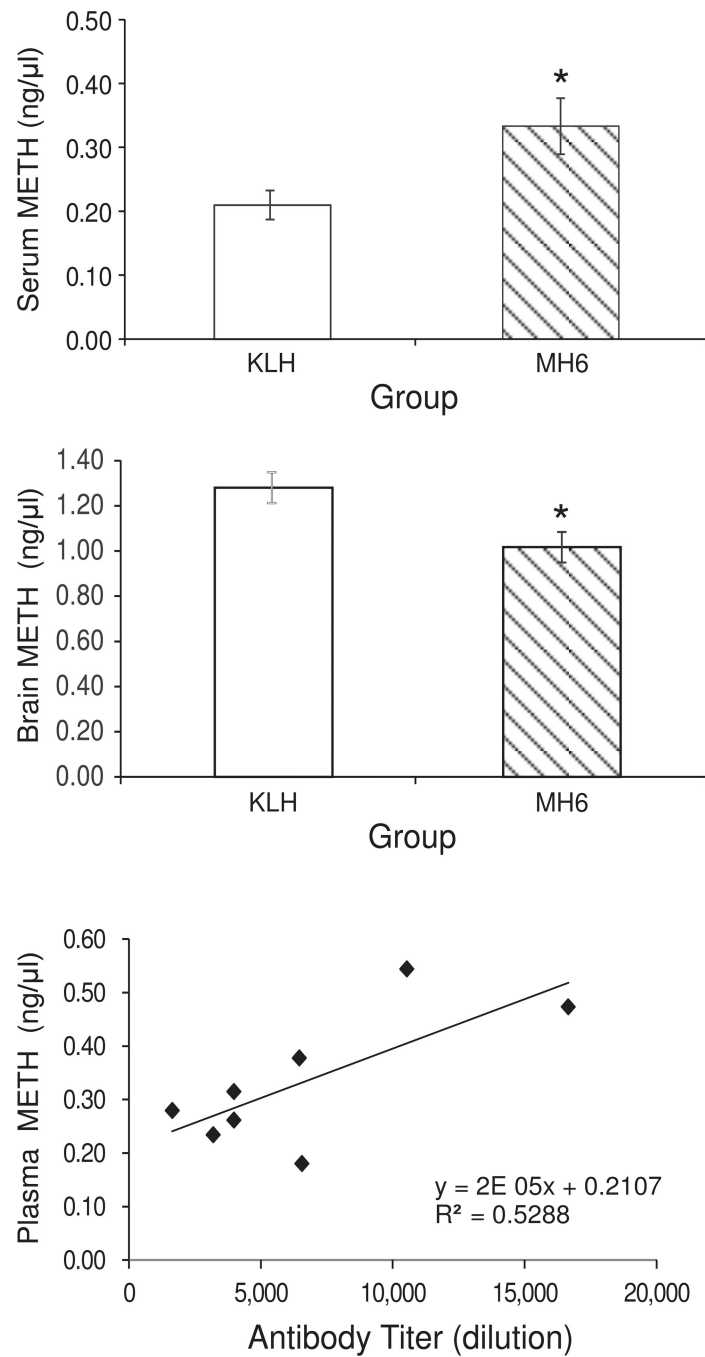 Serum METH (ng/µl)
0.50
0.40
0.30
0.20
0.10
0.00
*
KLH
MH6
Group
Brain METH (ng/µl)
1.40
1.20
1.00
0.80
0.60
0.40
0.20
0.00
*
KLH
MH6
Group
Plasma METH (ng/µl)
0.60
0.50
0.40
0.30
0.20
0.10
0.00
y = 2E 05x + 0.2107
R² = 0.5288
0
5,000
10,000
15,000
20,000
Antibody Titer (dilution)